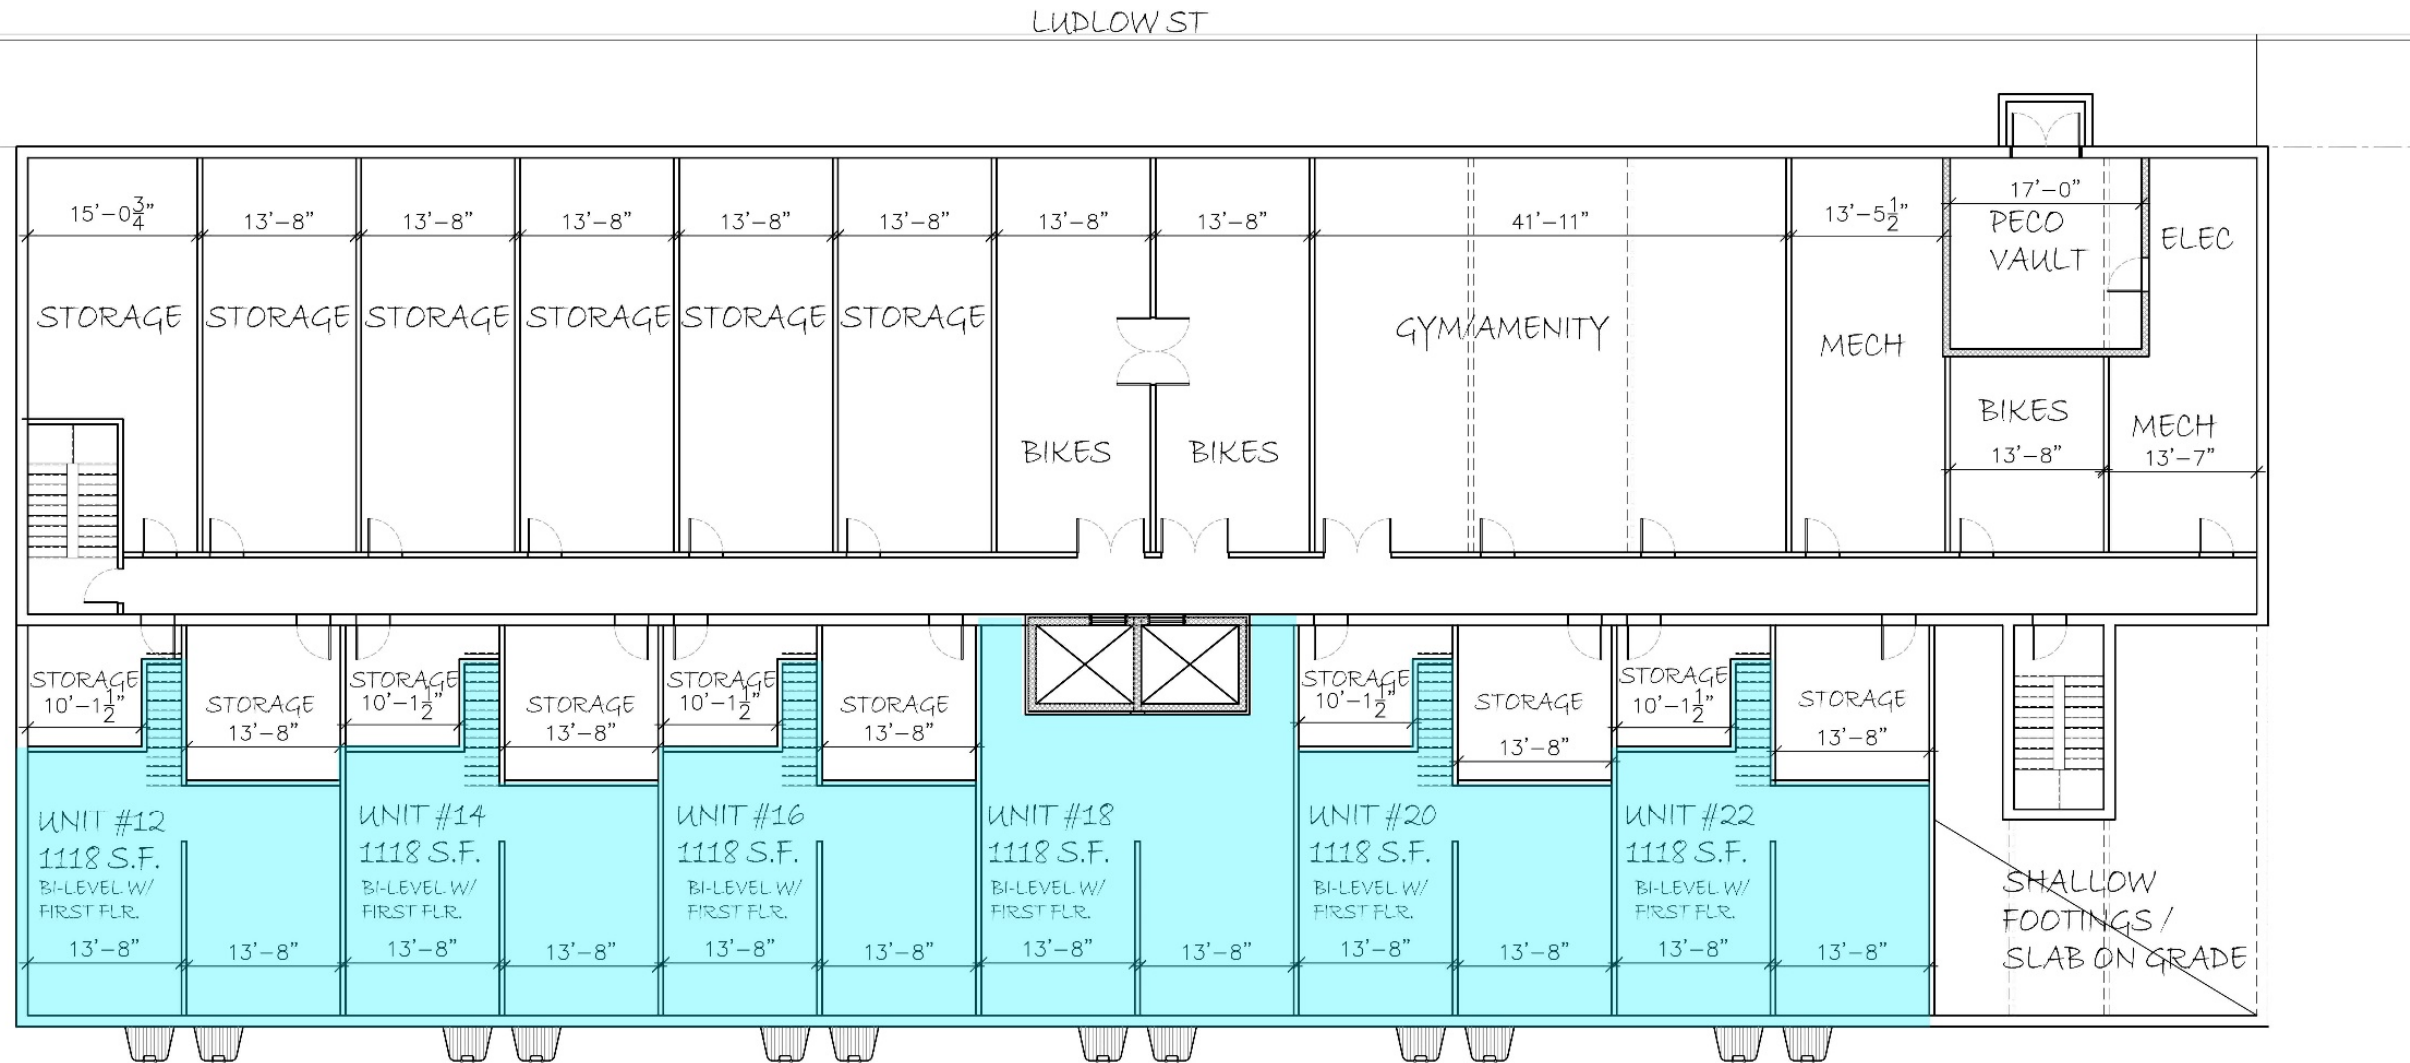 LUDLOW ST
15'-0¾" 13'-8" 13'-8" 13'-8" 13'-8" 13'-8" 13'-8" 13'-8" 41'-11" 13'-5½" 17'-0"
PECO
VAULT
ELEC
STORAGE STORAGE STORAGE STORAGE STORAGE STORAGE
GYM/AMENITY
MECH
BIKES BIKES
BIKES
13'-8"
MECH
13'-7"
STORAGE
10'-1½"
STORAGE
13'-8"
STORAGE
10'-1½"
STORAGE
13'-8"
STORAGE
10'-1½"
STORAGE
13'-8"
STORAGE
10'-1½"
STORAGE
13'-8"
STORAGE
10'-1½"
STORAGE
13'-8"
UNIT #12
1118 S.F.
BI-LEVEL W/
FIRST FLR.
13'-8" 13'-8"
UNIT #14
1118 S.F.
BI-LEVEL W/
FIRST FLR.
13'-8" 13'-8"
UNIT #16
1118 S.F.
BI-LEVEL W/
FIRST FLR.
13'-8" 13'-8"
UNIT #18
1118 S.F.
BI-LEVEL W/
FIRST FLR.
13'-8" 13'-8"
UNIT #20
1118 S.F.
BI-LEVEL W/
FIRST FLR.
13'-8" 13'-8"
UNIT #22
1118 S.F.
BI-LEVEL W/
FIRST FLR.
13'-8" 13'-8"
SHALLOW
FOOTINGS /
SLAB ON GRADE